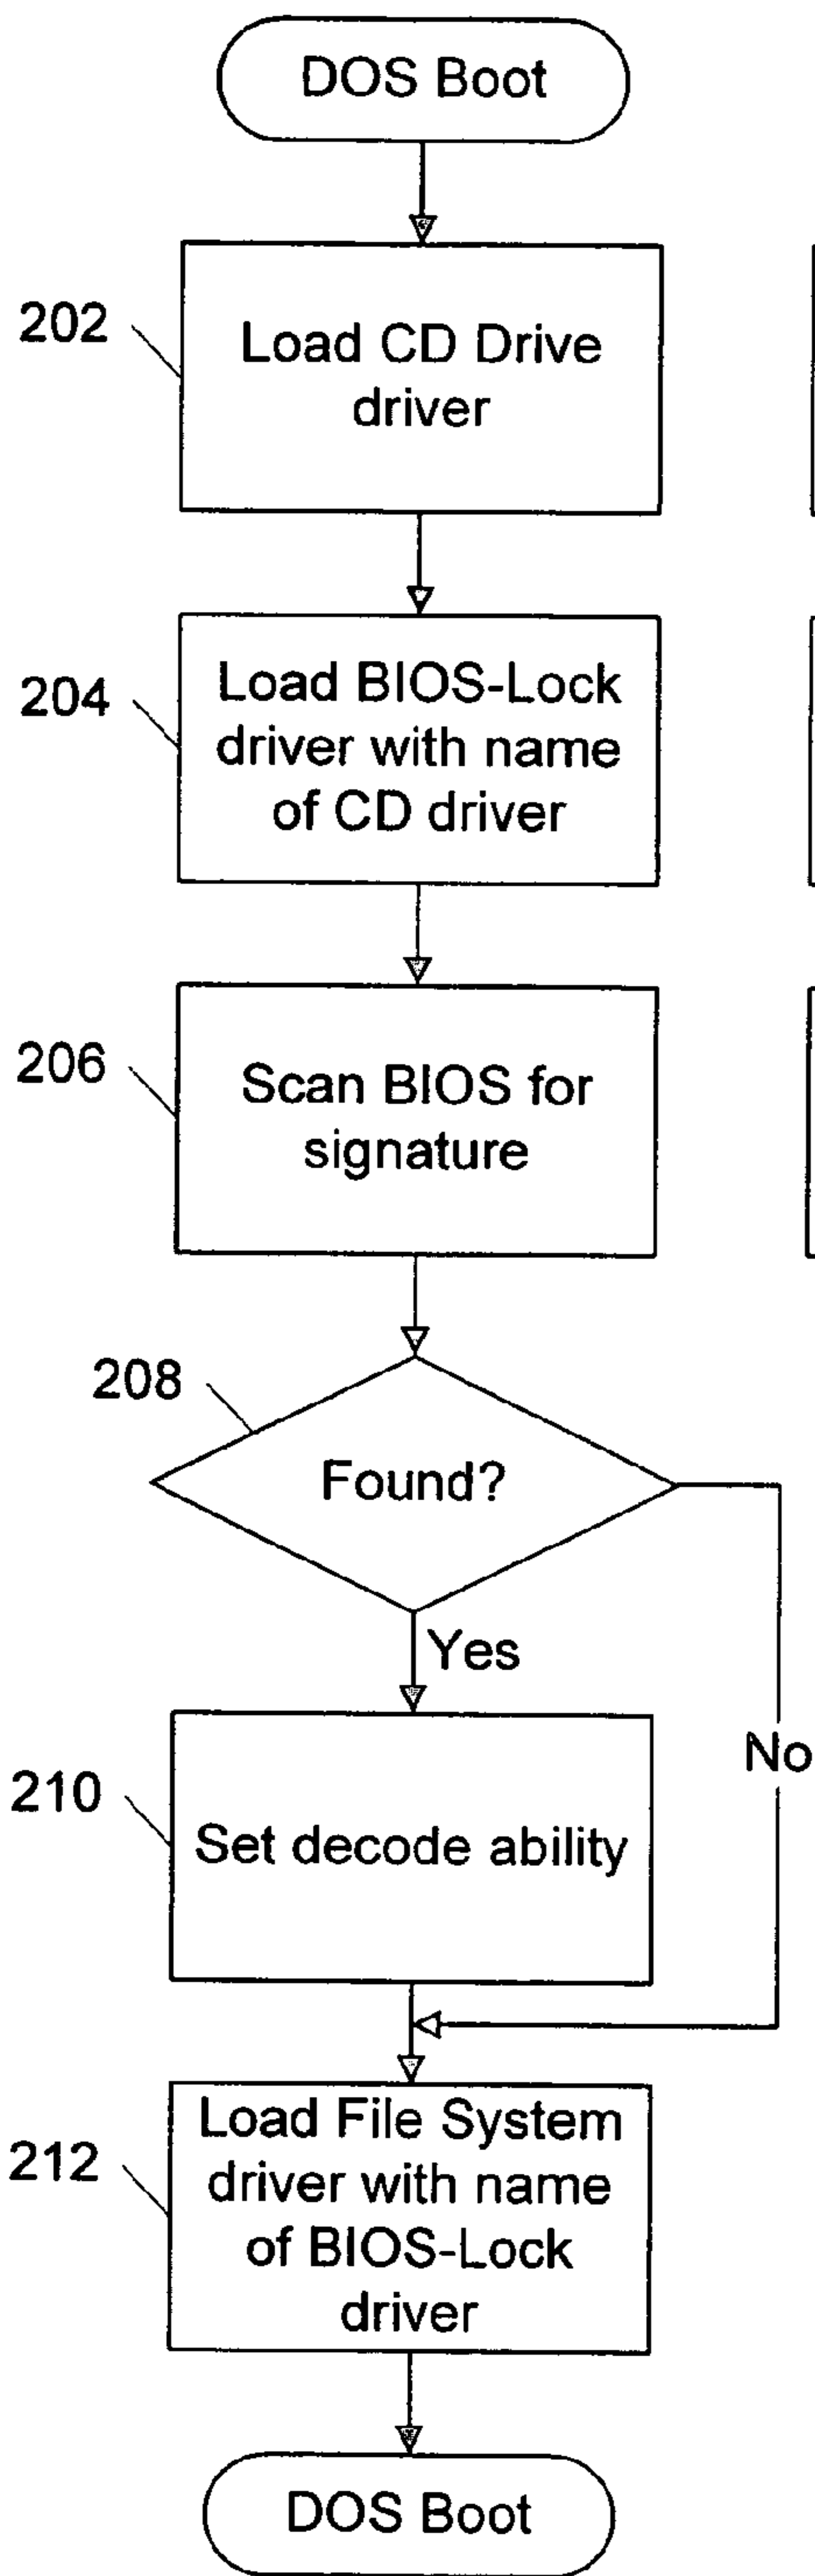 DOS Boot
202
Load CD Drive
driver
204
Load BIOS-Lock
driver with name
of CD driver
206
Scan BIOS for
signature
208
Found?
Yes
No
210
Set decode ability
212
Load File System
driver with name
of BIOS-Lock
driver
DOS Boot